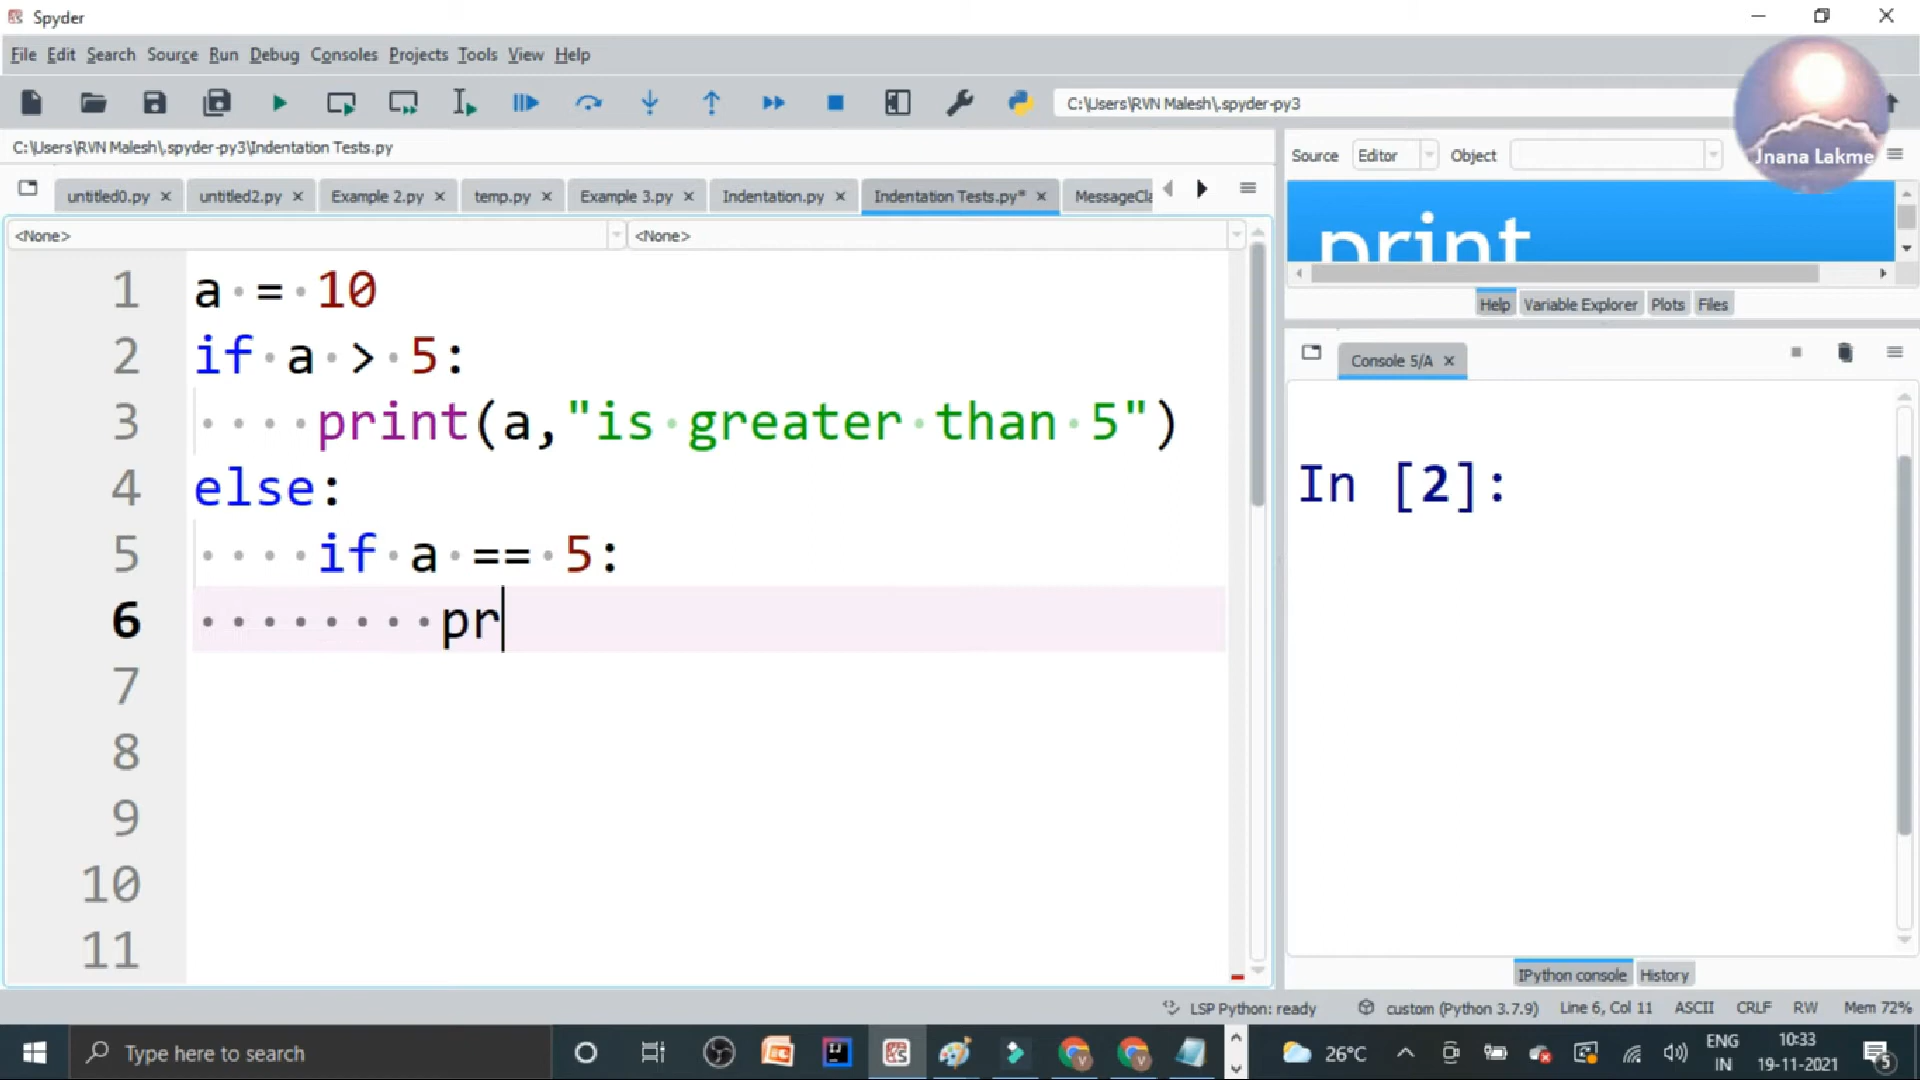 Spyder
File Edit Search Source Run Debug Consoles Projects Tools View Help
C:\Users\RVN Malesh\.spyder-py3
Jnana Lakme
C:\Users\RVN Malesh\.spyder-py3\Indentation Tests.py
Source Editor Object
untitled0.py untitled2.py Example 2.py temp.py Example 3.py Indentation.py Indentation Tests.py* MessageCla
print
<None> <None>
Help Variable Explorer Plots Files
Console 5/A
1 a = 10
2 if a > 5:
3 print(a,"is greater than 5")
4 else:
5 if a == 5:
6 pr
7
8
9
10
11
In [2]:
IPython console History
LSP Python: ready custom (Python 3.7.9) Line 6, Col 11 ASCII CRLF RW Mem 72%
Type here to search
26°C
ENG
IN
10:33
19-11-2021
5